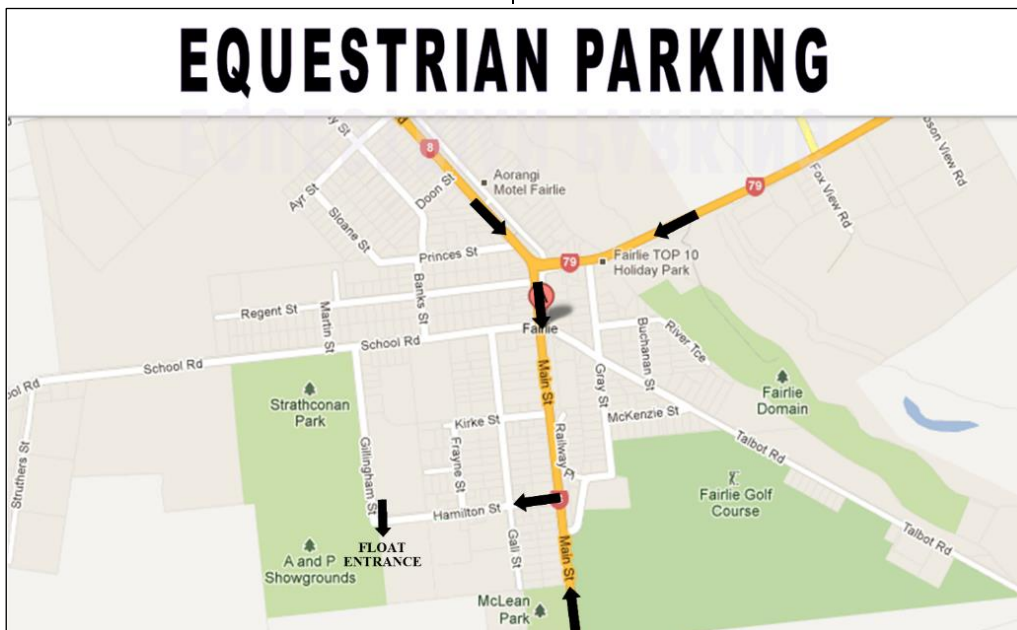 EQUESTRIAN PARKING
8
Aorangi
Motel Fairlie
79
Fox View Rd
Ayr St
Doon St
Sloane St
Princes St
79
Fairlie TOP 10
Holiday Park
Banks St
Regent St
Martin St
Fairlie
Buchanan St
River Tce
School Rd
School Rd
Main St
Gray St
Fairlie
Domain
Strathconan
Park
Kirke St
McKenzie St
Talbot Rd
Struthers St
Gillingham St
Frayne St
Railway Pl
Fairlie Golf
Course
Hamilton St
Talbot Rd
FLOAT
ENTRANCE
Gall St
Main St
A and P
Showgrounds
McLean
Park